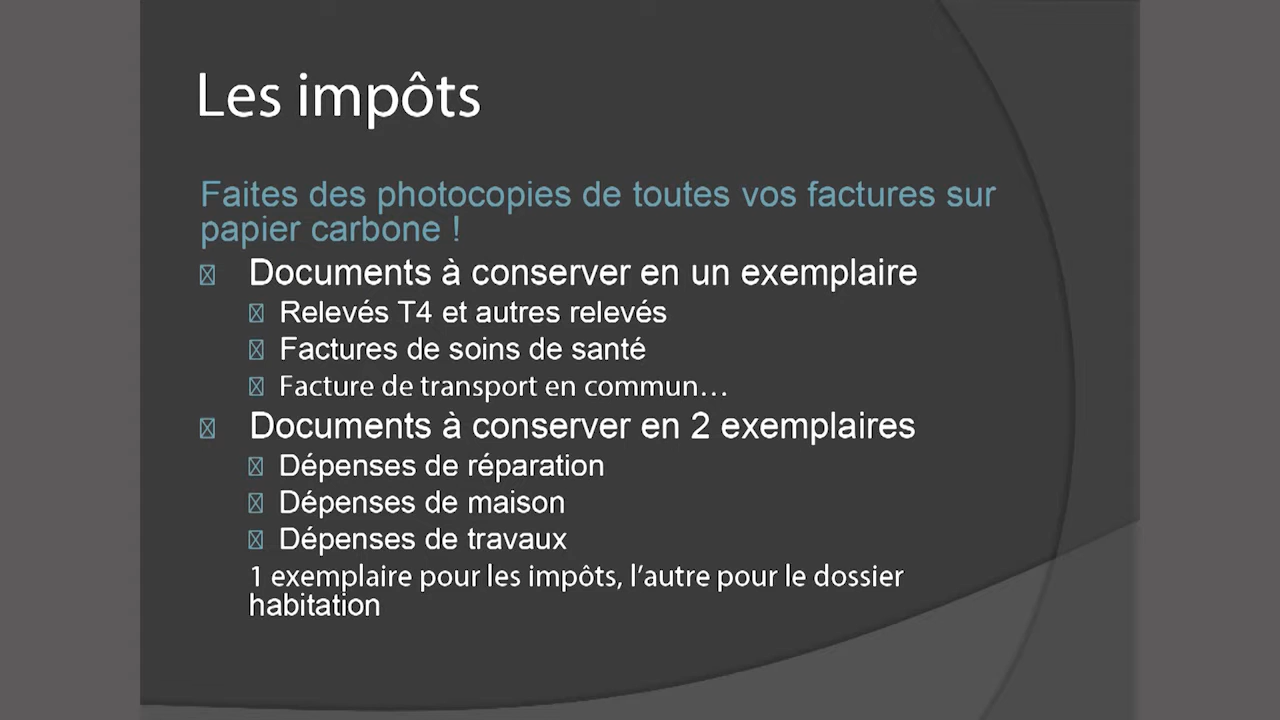 Les impôts
Faites des photocopies de toutes vos factures sur
papier carbone !
Documents à conserver en un exemplaire
Relevés T4 et autres relevés
Factures de soins de santé
Facture de transport en commun…
Documents à conserver en 2 exemplaires
Dépenses de réparation
Dépenses de maison
Dépenses de travaux
1 exemplaire pour les impôts, l’autre pour le dossier
habitation